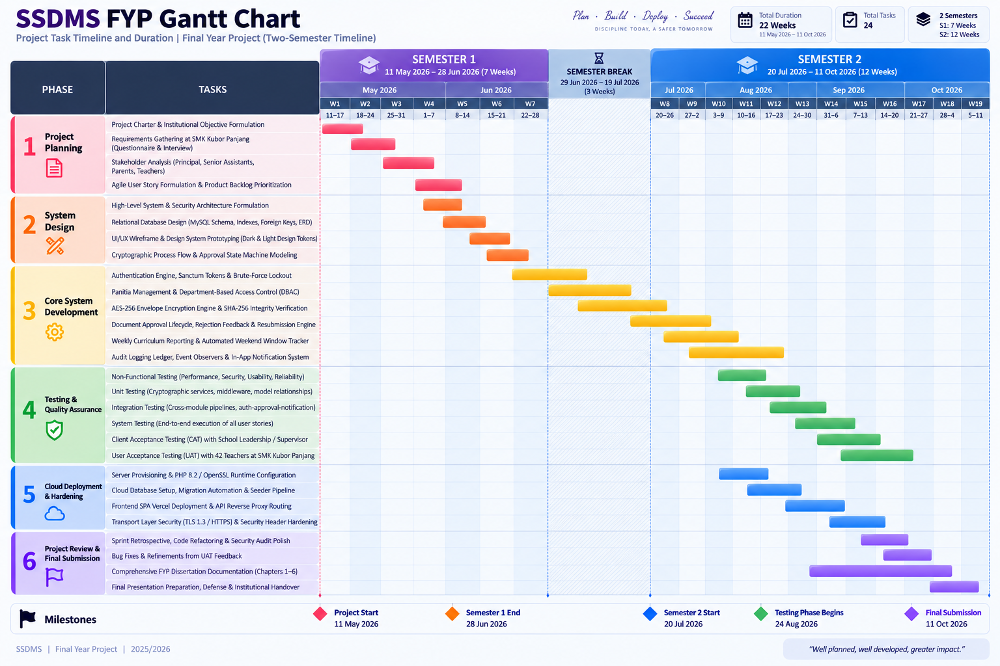 SSDMS FYP Gantt Chart
Project Task Timeline and Duration | Final Year Project (Two-Semester Timeline)
Plan · Build · Deploy · Succeed
DISCIPLINE TODAY, A SAFER TOMORROW
Total Duration
22 Weeks
11 May 2026 – 11 Oct 2026
Total Tasks
24
2 Semesters
S1: 7 Weeks
S2: 12 Weeks
PHASE
TASKS
SEMESTER 1
11 May 2026 – 28 Jun 2026 (7 Weeks)
SEMESTER BREAK
29 Jun 2026 – 19 Jul 2026
(3 Weeks)
SEMESTER 2
20 Jul 2026 – 11 Oct 2026 (12 Weeks)
May 2026
Jun 2026
Jul 2026
Aug 2026
Sep 2026
Oct 2026
W1 W2 W3 W4 W5 W6 W7 W8 W9 W10 W11 W12 W13 W14 W15 W16 W17 W18 W19
11–17 18–24 25–31 1–7 8–14 15–21 22–28 20–26 27–2 3–9 10–16 17–23 24–30 31–6 7–13 14–20 21–27 28–4 5–11
1
Project
Planning
Project Charter & Institutional Objective Formulation
Requirements Gathering at SMK Kubor Panjang
(Questionnaire & Interview)
Stakeholder Analysis (Principal, Senior Assistants,
Parents, Teachers)
Agile User Story Formulation & Product Backlog Prioritization
2
System
Design
High-Level System & Security Architecture Formulation
Relational Database Design (MySQL Schema, Indexes, Foreign Keys, ERD)
UI/UX Wireframe & Design System Prototyping (Dark & Light Design Tokens)
Cryptographic Process Flow & Approval State Machine Modeling
3
Core System
Development
Authentication Engine, Sanctum Tokens & Brute-Force Lockout
Panitia Management & Department-Based Access Control (DBAC)
AES-256 Envelope Encryption Engine & SHA-256 Integrity Verification
Document Approval Lifecycle, Rejection Feedback & Resubmission Engine
Weekly Curriculum Reporting & Automated Weekend Window Tracker
Audit Logging Ledger, Event Observers & In-App Notification System
4
Testing &
Quality Assurance
Non-Functional Testing (Performance, Security, Usability, Reliability)
Unit Testing (Cryptographic services, middleware, model relationships)
Integration Testing (Cross-module pipelines, auth-approval-notification)
System Testing (End-to-end execution of all user stories)
Client Acceptance Testing (CAT) with School Leadership / Supervisor
User Acceptance Testing (UAT) with 42 Teachers at SMK Kubor Panjang
5
Cloud Deployment
& Hardening
Server Provisioning & PHP 8.2 / OpenSSL Runtime Configuration
Cloud Database Setup, Migration Automation & Seeder Pipeline
Frontend SPA Vercel Deployment & API Reverse Proxy Routing
Transport Layer Security (TLS 1.3 / HTTPS) & Security Header Hardening
6
Project Review &
Final Submission
Sprint Retrospective, Code Refactoring & Security Audit Polish
Bug Fixes & Refinements from UAT Feedback
Comprehensive FYP Dissertation Documentation (Chapters 1–6)
Final Presentation Preparation, Defense & Institutional Handover
Milestones
Project Start
11 May 2026
Semester 1 End
28 Jun 2026
Semester 2 Start
20 Jul 2026
Testing Phase Begins
24 Aug 2026
Final Submission
11 Oct 2026
SSDMS | Final Year Project | 2025/2026
“Well planned, well developed, greater impact.”